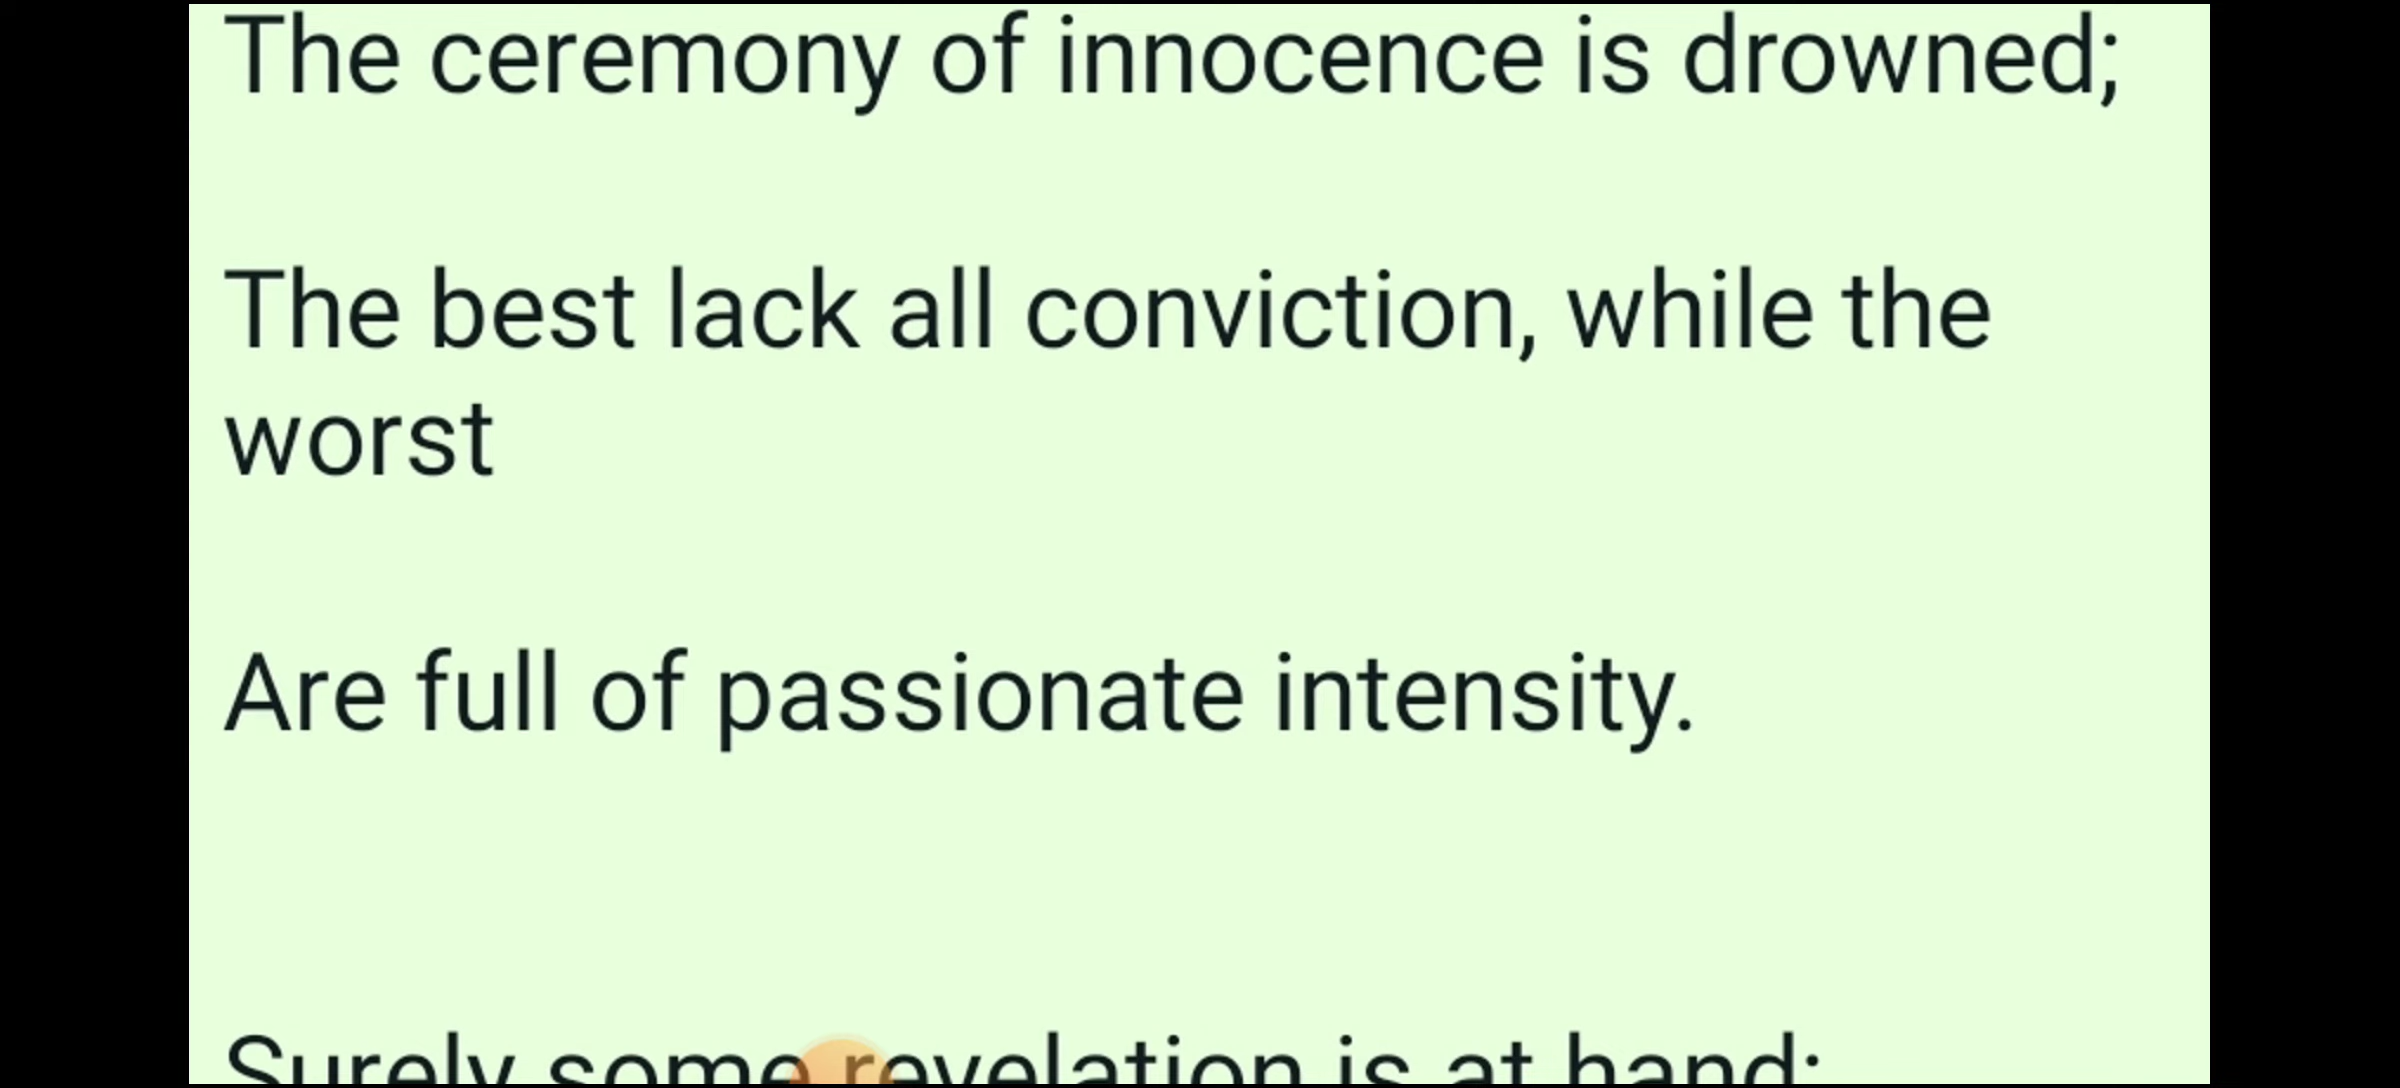 The ceremony of innocence is drowned;
The best lack all conviction, while the
worst
Are full of passionate intensity.
Surely some revelation is at hand;